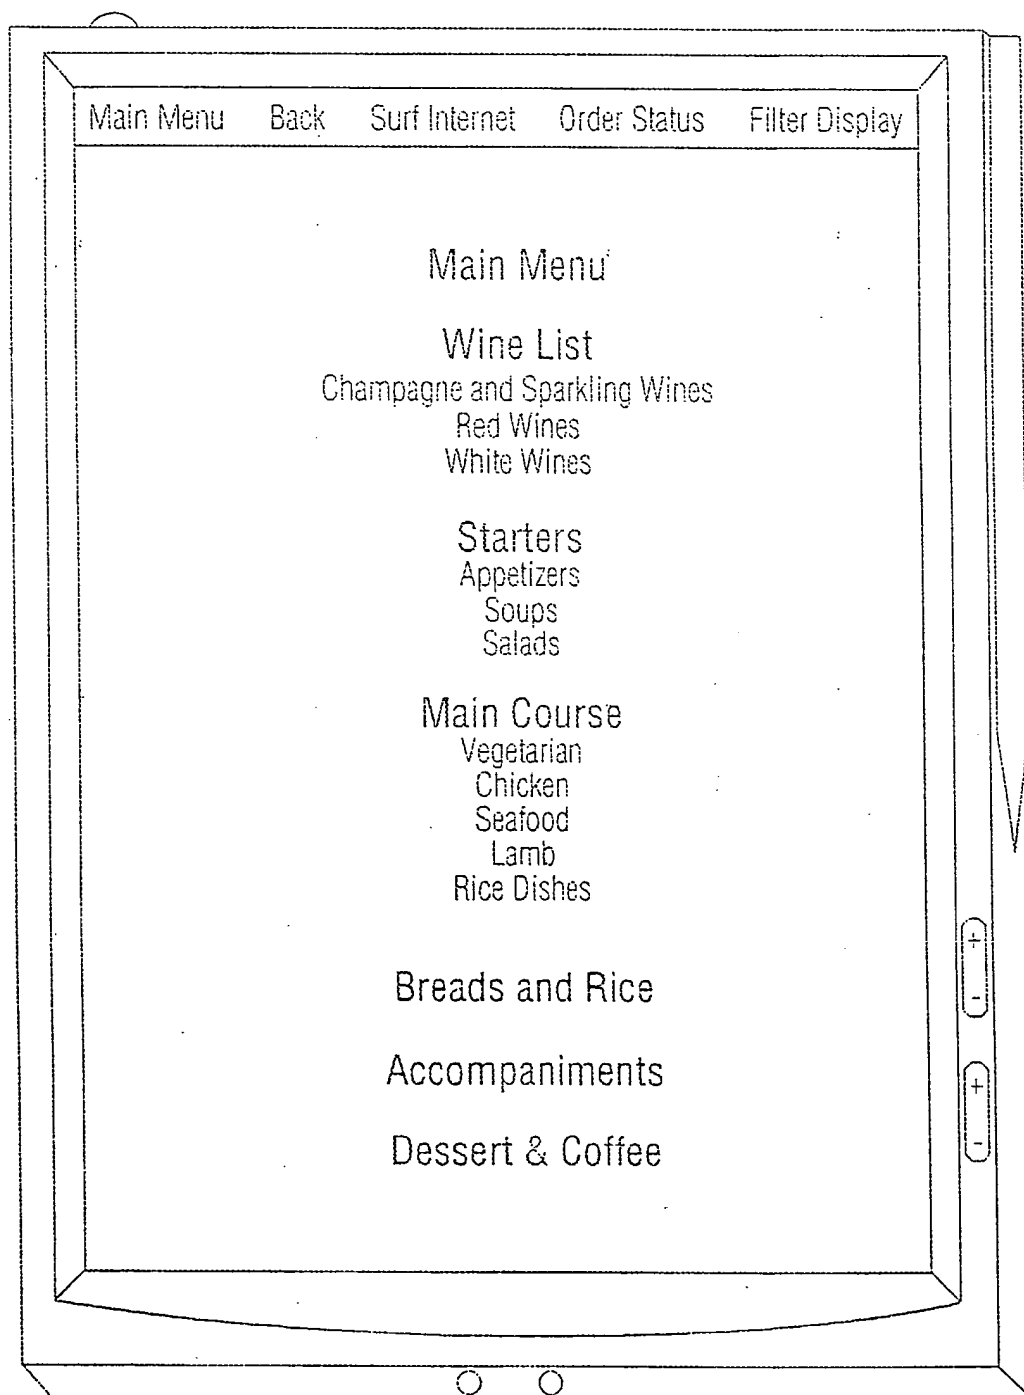 Main Menu Back Surf Internet Order Status Filter Display
Main Menu
Wine List
Champagne and Sparkling Wines
Red Wines
White Wines
Starters
Appetizers
Soups
Salads
Main Course
Vegetarian
Chicken
Seafood
Lamb
Rice Dishes
Breads and Rice
Accompaniments
Dessert & Coffee
+
-
+
-